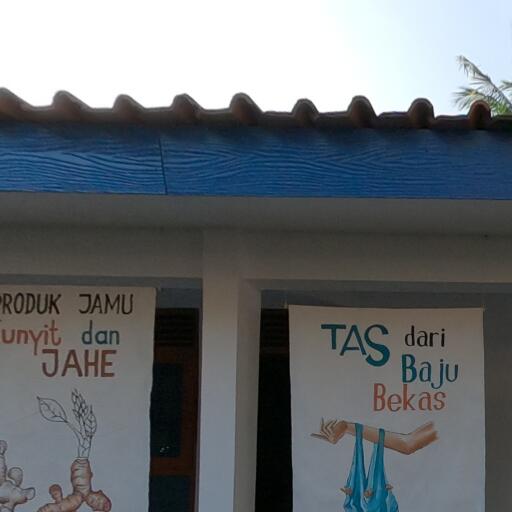 PRODUK JAMU
unyit dan
JAHE
TAS dari
Baju
Bekas